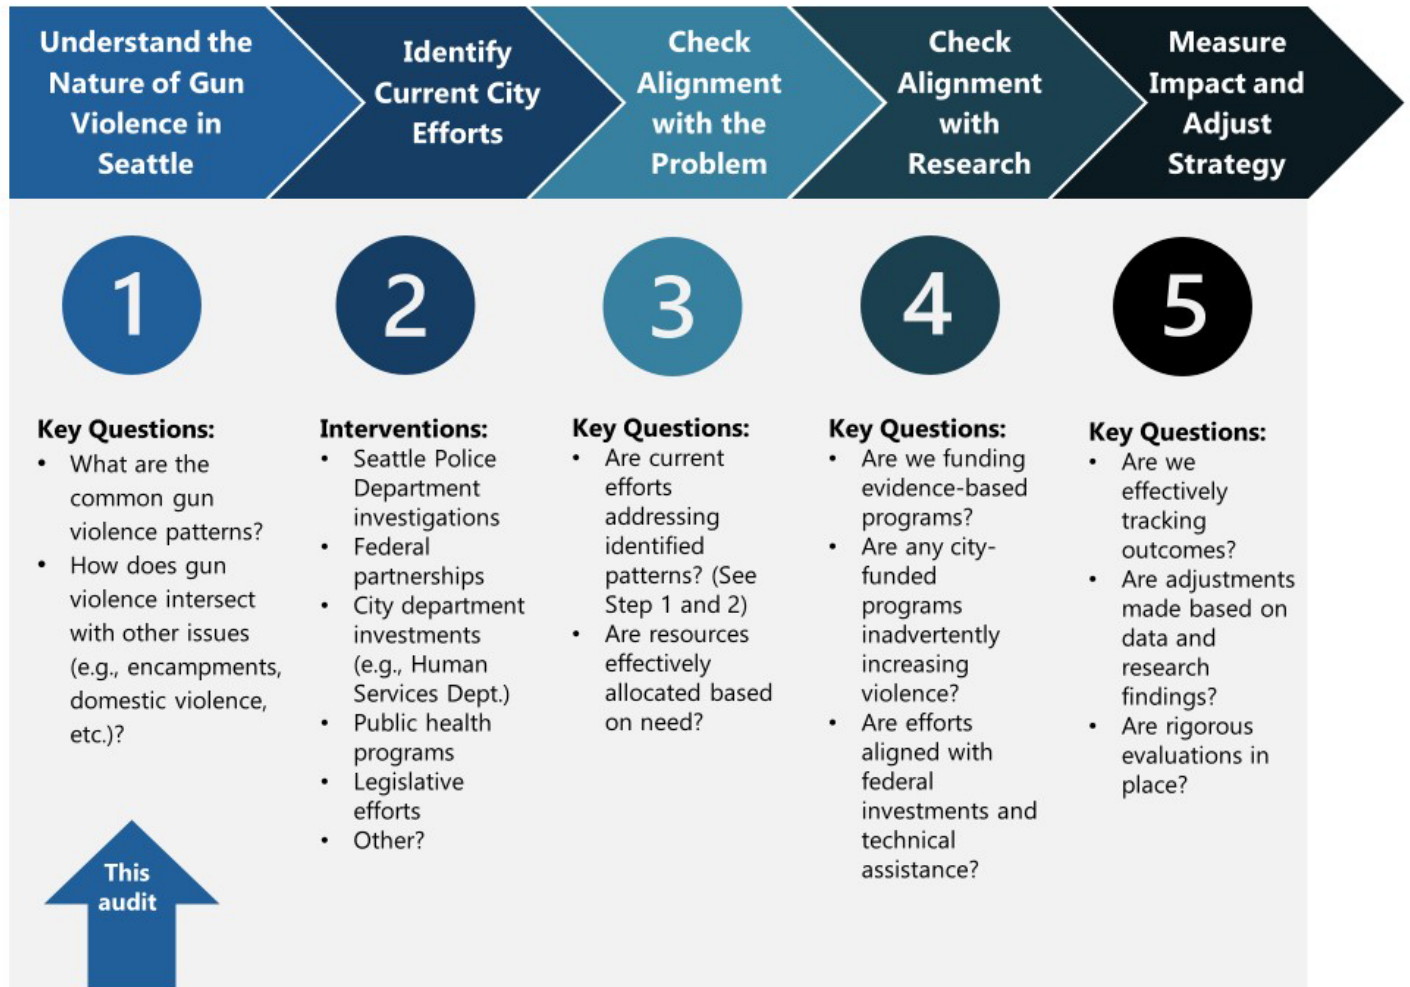 Understand the
Nature of Gun
Violence in
Seattle
Identify
Current City
Efforts
Check
Alignment
with the
Problem
Check
Alignment
with
Research
Measure
Impact and
Adjust
Strategy
1
2
3
4
5
Key Questions:
• What are the
common gun
violence patterns?
• How does gun
violence intersect
with other issues
(e.g., encampments,
domestic violence,
etc.)?
Interventions:
• Seattle Police
Department
investigations
• Federal
partnerships
• City department
investments
(e.g., Human
Services Dept.)
• Public health
programs
• Legislative
efforts
• Other?
Key Questions:
• Are current
efforts
addressing
identified
patterns? (See
Step 1 and 2)
• Are resources
effectively
allocated based
on need?
Key Questions:
• Are we funding
evidence-based
programs?
• Are any city-
funded
programs
inadvertently
increasing
violence?
• Are efforts
aligned with
federal
investments and
technical
assistance?
Key Questions:
• Are we
effectively
tracking
outcomes?
• Are adjustments
made based on
data and
research
findings?
• Are rigorous
evaluations in
place?
This
audit